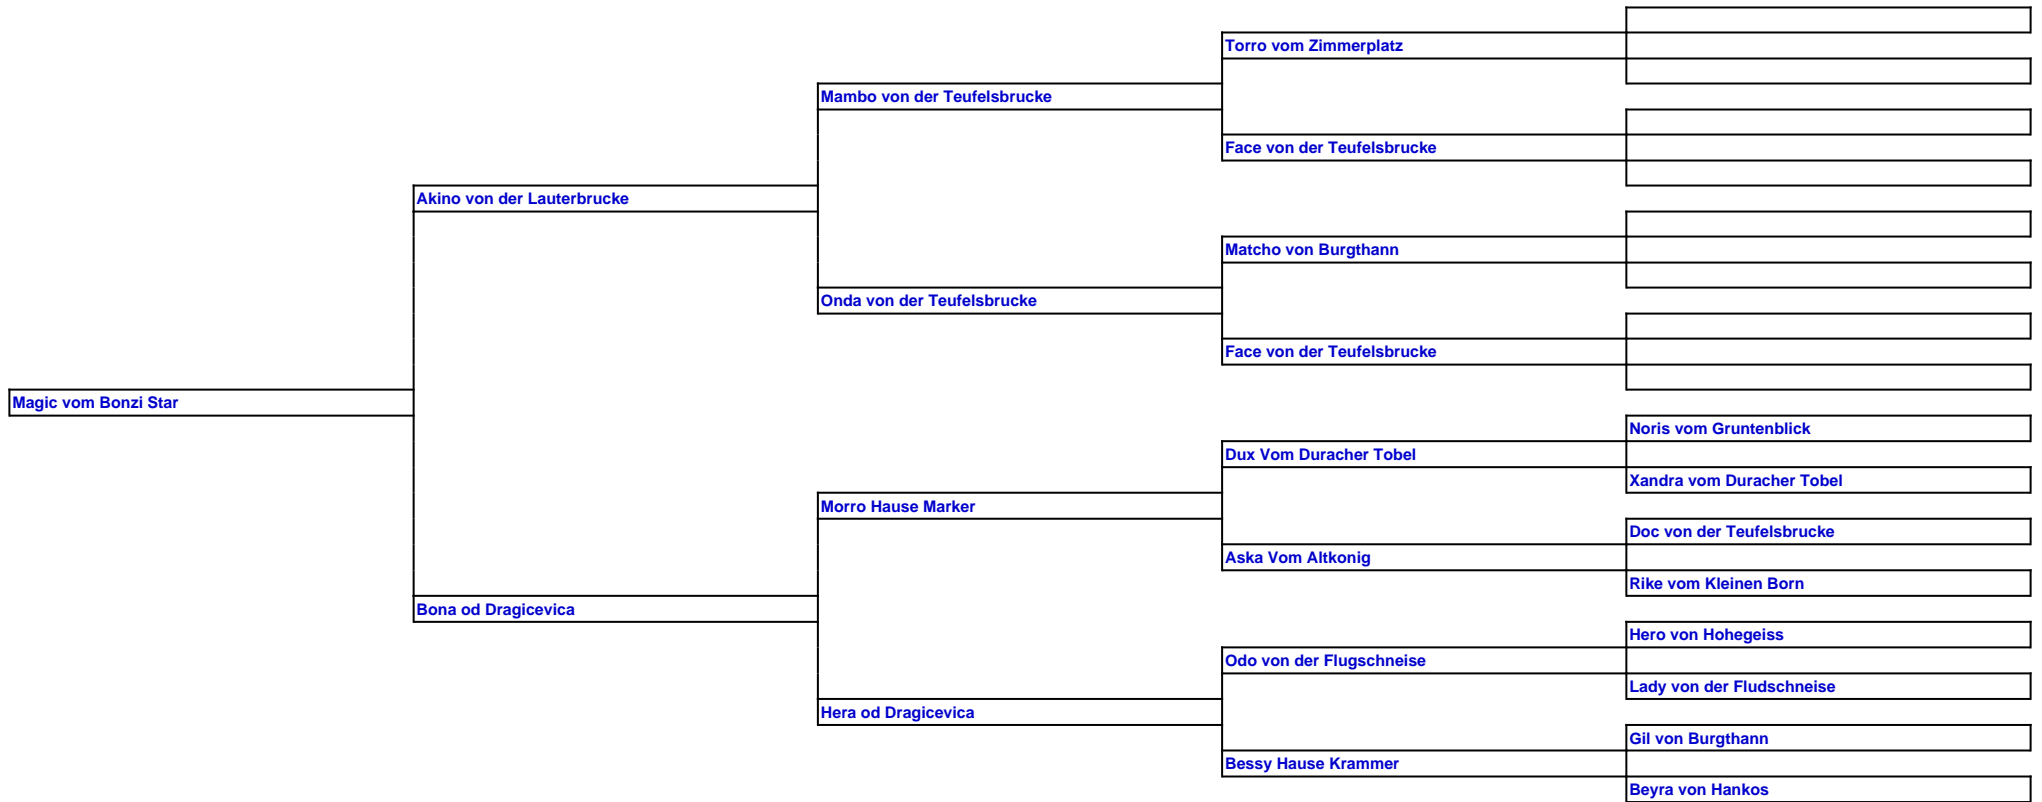 Torro vom Zimmerplatz
Mambo von der Teufelsbrucke
Face von der Teufelsbrucke
Akino von der Lauterbrucke
Matcho von Burgthann
Onda von der Teufelsbrucke
Face von der Teufelsbrucke
Magic vom Bonzi Star
Noris vom Gruntenblick
Dux Vom Duracher Tobel
Xandra vom Duracher Tobel
Morro Hause Marker
Doc von der Teufelsbrucke
Aska Vom Altkonig
Rike vom Kleinen Born
Bona od Dragicevica
Hero von Hohegeiss
Odo von der Flugschneise
Lady von der Fludschneise
Hera od Dragicevica
Gil von Burgthann
Bessy Hause Krammer
Beyra von Hankos